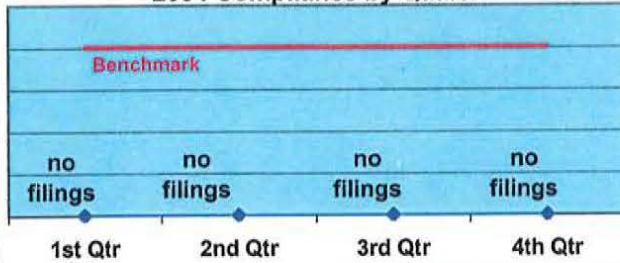 Benchmark
no no no no
filings filings filings filings
1st Qtr 2nd Qtr 3rd Qtr 4th Qtr